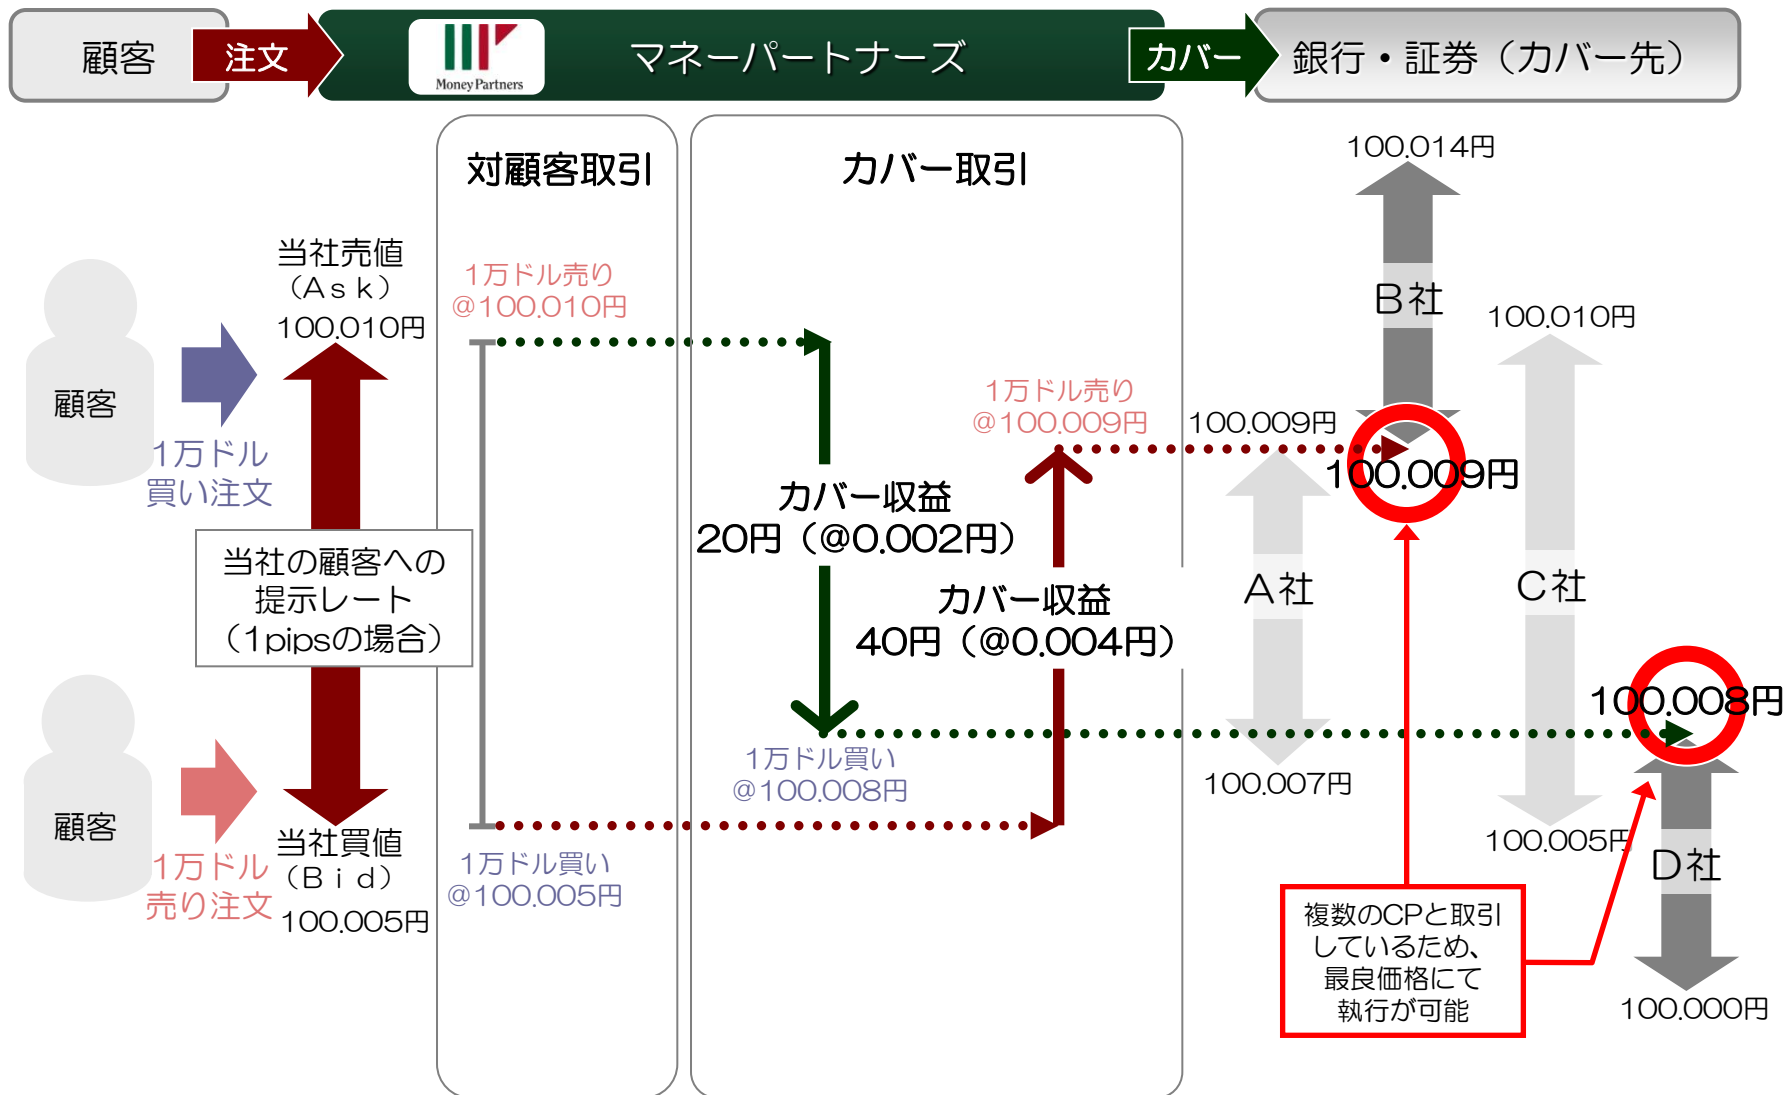 顧客
注文
Money Partners
マネーパートナーズ
カバー
銀行・証券（カバー先）
対顧客取引
カバー取引
当社売値
（Ａｓｋ）
100.010円
顧客
1万ドル
買い注文
当社の顧客への
提示レート
（1pipsの場合）
顧客
1万ドル
売り注文
当社買値
（Ｂｉｄ）
100.005円
1万ドル売り
@100.010円
1万ドル買い
@100.005円
カバー収益
20円（@0.002円）
1万ドル買い
@100.008円
1万ドル売り
@100.009円
カバー収益
40円（@0.004円）
100.009円
Ａ社
100.007円
100.014円
Ｂ社
100.009円
100.010円
Ｃ社
100.005円
100.008円
Ｄ社
100.000円
複数のCPと取引
しているため、
最良価格にて
執行が可能